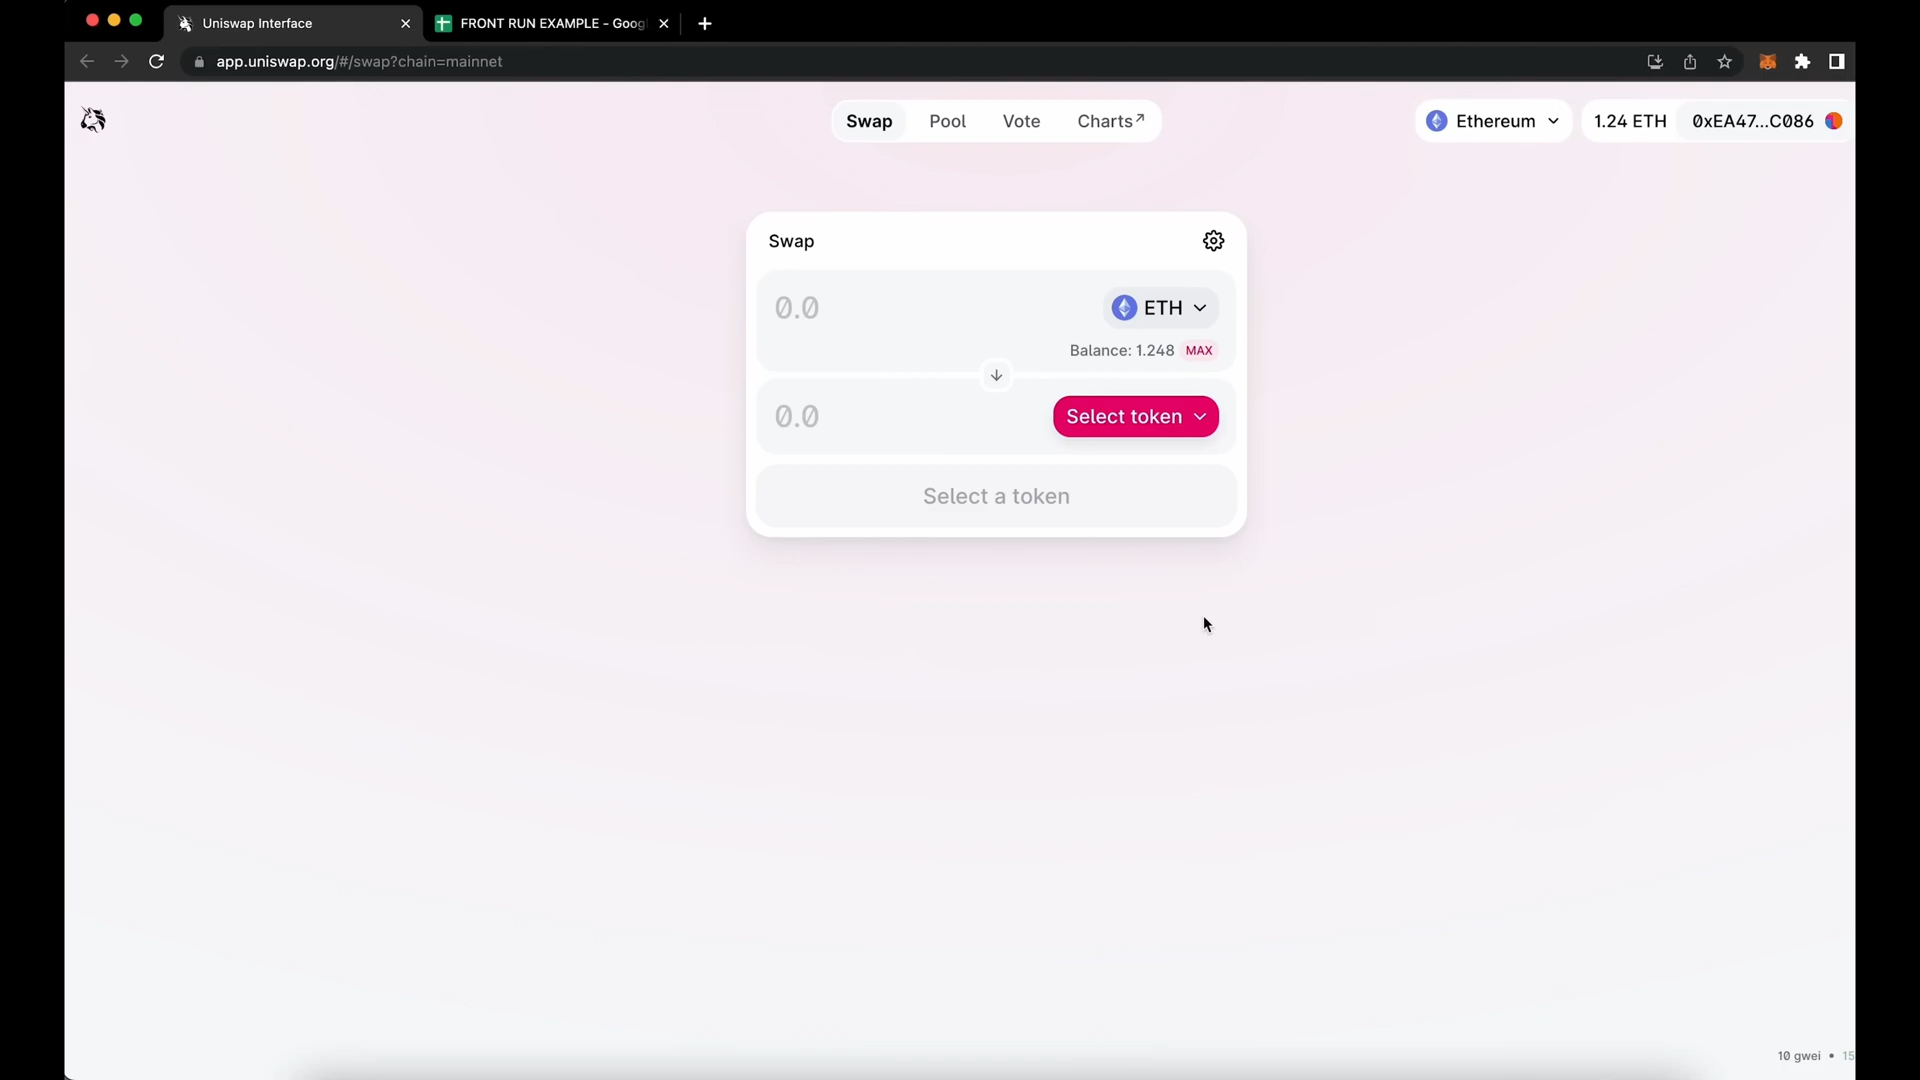 Uniswap Interface
FRONT RUN EXAMPLE - Goog
app.uniswap.org/#/swap?chain=mainnet
Swap
Pool
Vote
Charts↗
Ethereum
1.24 ETH
0xEA47...C086
Swap
0.0
ETH
Balance: 1.248
MAX
0.0
Select token
Select a token
10 gwei • 15